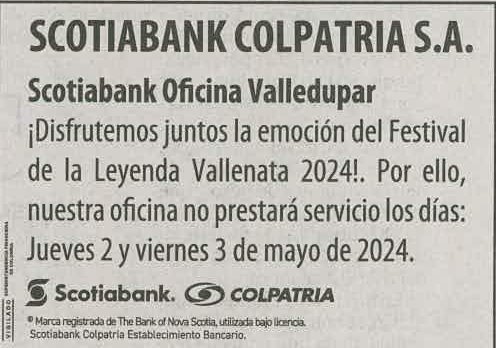 SCOTIABANK COLPATRIA S.A.
Scotiabank Oficina Valledupar
¡Disfrutemos juntos la emoción del Festival
de la Leyenda Vallenata 2024!. Por ello,
nuestra oficina no prestará servicio los días:
Jueves 2 y viernes 3 de mayo de 2024.
Scotiabank. COLPATRIA
® Marca registrada de The Bank of Nova Scotia, utilizada bajo licencia.
Scotiabank Colpatria Establecimiento Bancario.
VIGILADO
SUPERINTENDENCIA FINANCIERA
DE COLOMBIA